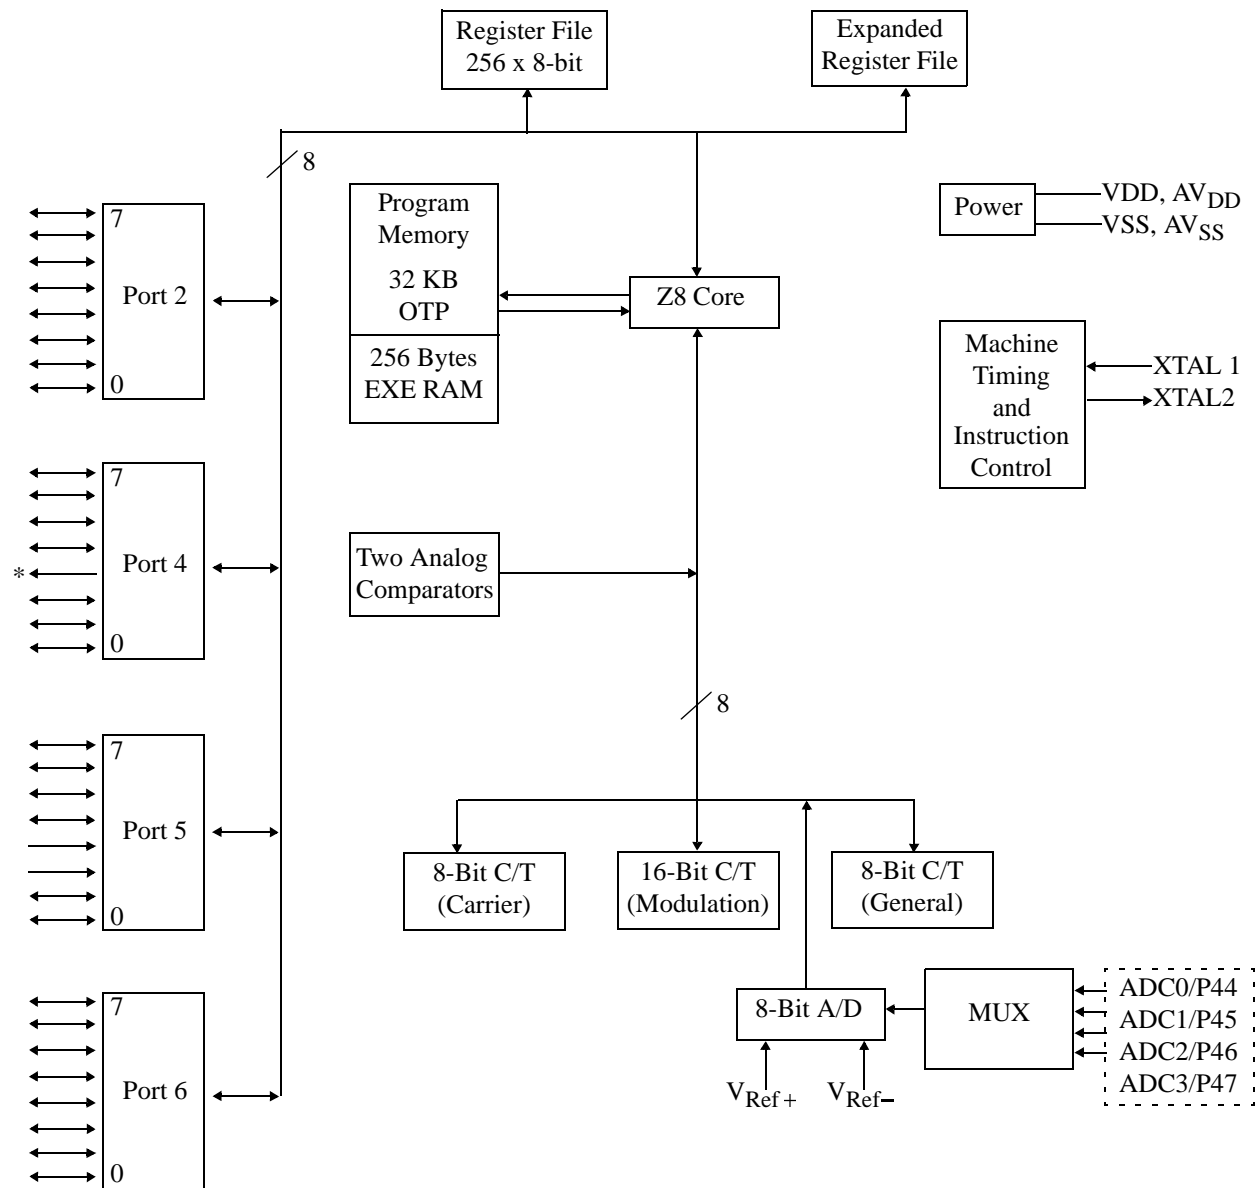 Register File
256 x 8-bit
Expanded
Register File
8
Program
Memory
32 KB
OTP
256 Bytes
EXE RAM
Z8 Core
Power
VDD, AVDD
VSS, AVSS
Machine
Timing
and
Instruction
Control
XTAL 1
XTAL2
7
Port 2
0
7
Port 4
*
0
Two Analog
Comparators
8
7
Port 5
0
8-Bit C/T
(Carrier)
16-Bit C/T
(Modulation)
8-Bit C/T
(General)
7
Port 6
0
8-Bit A/D
MUX
ADC0/P44
ADC1/P45
ADC2/P46
ADC3/P47
VRef+
VRef−